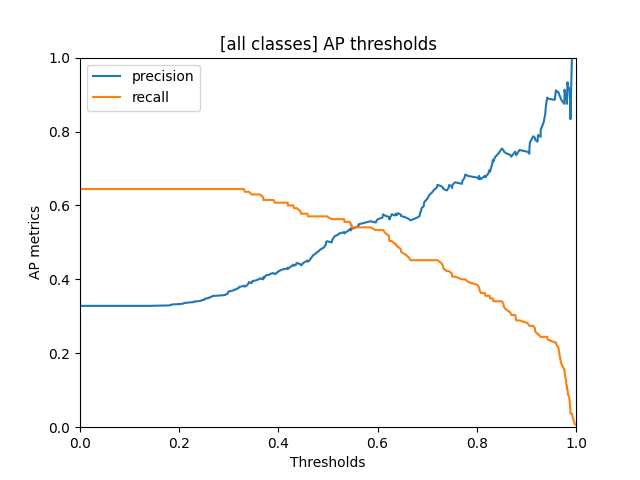 [all classes] AP thresholds
precision
recall
AP metrics
1.0
0.8
0.6
0.4
0.2
0.0
0.0 0.2 0.4 0.6 0.8 1.0
Thresholds